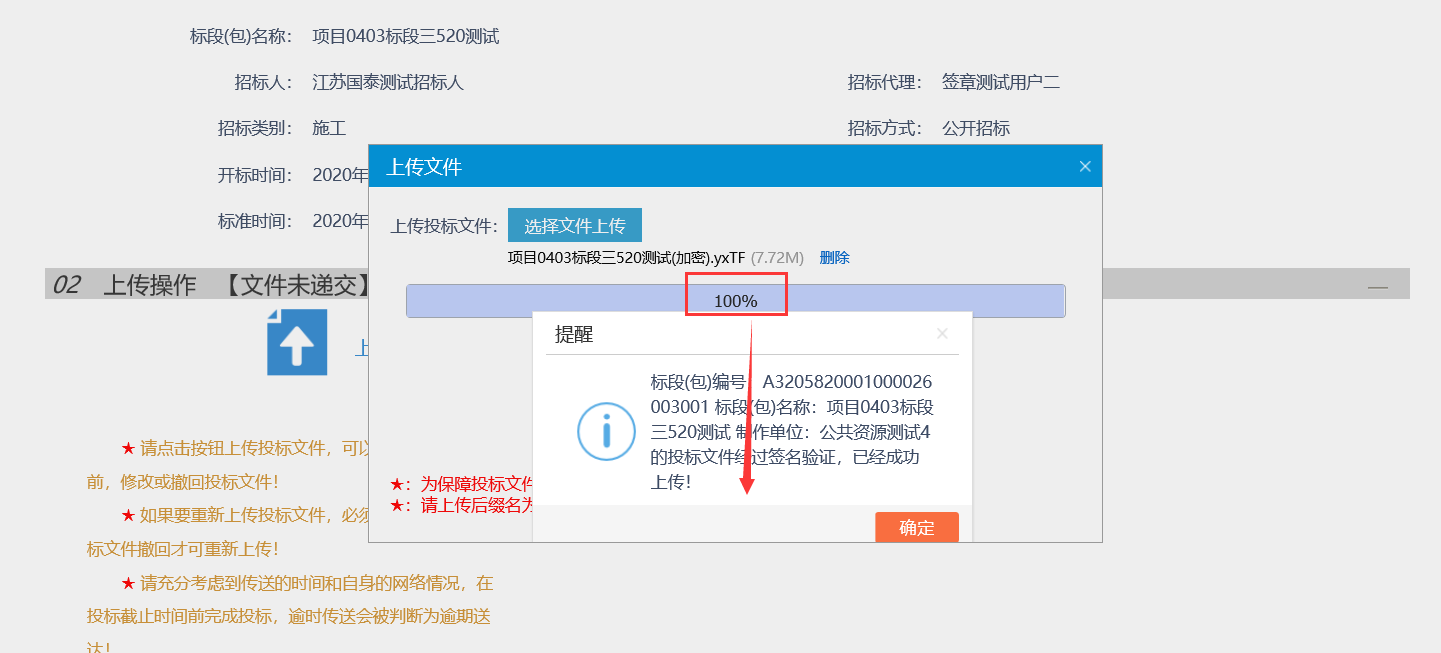 标段(包)名称： 项目0403标段三520测试
招标人： 江苏国泰测试招标人 招标代理： 签章测试用户二
招标类别： 施工 招标方式： 公开招标
开标时间： 2020年
标准时间： 2020年
上传文件
上传投标文件： 选择文件上传
项目0403标段三520测试(加密).yxTF (7.72M) 删除
100%
02 上传操作 【文件未递交】
上
提醒
标段(包)编号 A3205820001000026
003001 标段(包)名称：项目0403标段
三520测试 制作单位：公共资源测试4
的投标文件经过签名验证，已经成功
上传！
确定
★：为保障投标文件
★：请上传后缀名为
★ 请点击按钮上传投标文件，可以
前，修改或撤回投标文件！
★ 如果要重新上传投标文件，必须
标文件撤回才可重新上传！
★ 请充分考虑到传送的时间和自身的网络情况，在
投标截止时间前完成投标，逾时传送会被判断为逾期送
达！